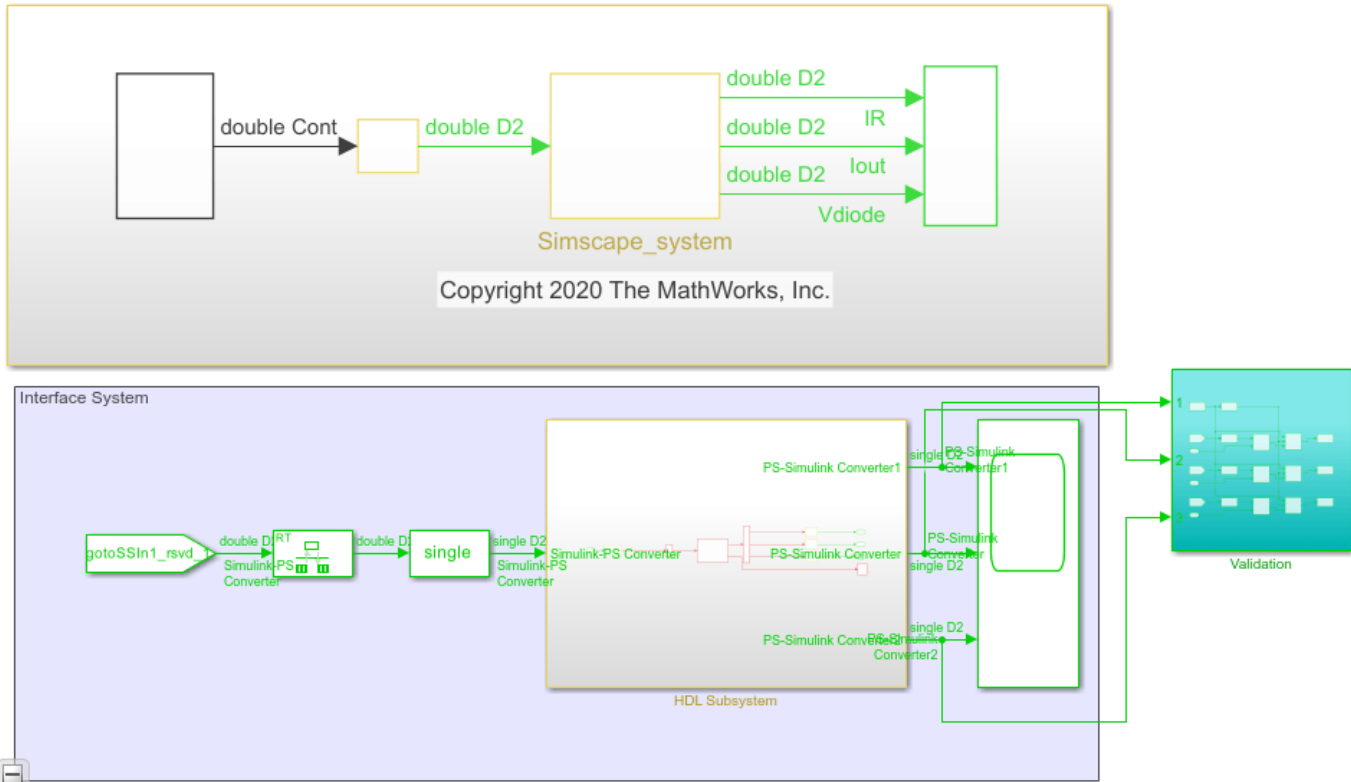 double D2
double Cont
double D2
IR
double D2
Iout
double D2
Vdiode
Simscape_system
Copyright 2020 The MathWorks, Inc.
Interface System
1
2
3
Validation
PS-Simulink Converter1
single D2
PS-Simulink
Converter1
gotoSSIn1_rsvd_1
double D2
Simulink-PS
Converter
RT
double D2
single
single D2
Simulink-PS
Converter
Simulink-PS Converter
PS-Simulink Converter
PS-Simulink
Converter
single D2
PS-Simulink Converter2
single D2
PS-Simulink
Converter2
HDL Subsystem